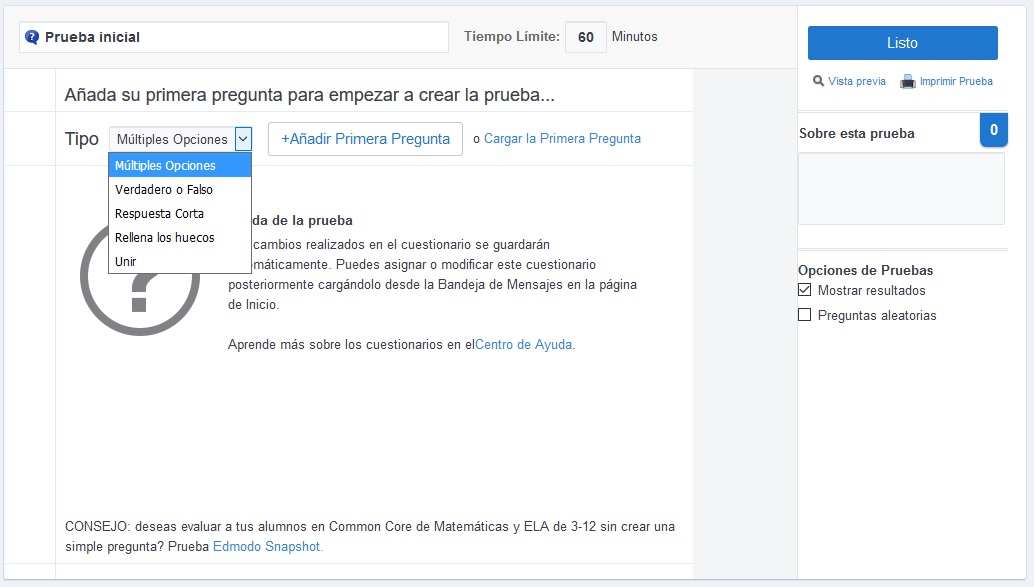 Prueba inicial
Tiempo Límite: 60 Minutos
Listo
Vista previa Imprimir Prueba
Añada su primera pregunta para empezar a crear la prueba...
Tipo Múltiples Opciones +Añadir Primera Pregunta o Cargar la Primera Pregunta
Múltiples Opciones
Verdadero o Falso
Respuesta Corta
Rellena los huecos
Unir
de la prueba
cambios realizados en el cuestionario se guardarán
Puedes asignar o modificar este cuestionario
posteriormente cargándolo desde la Bandeja de Mensajes en la página
de Inicio.
Aprende más sobre los cuestionarios en elCentro de Ayuda.
CONSEJO: deseas evaluar a tus alumnos en Common Core de Matemáticas y ELA de 3-12 sin crear una
simple pregunta? Prueba Edmodo Snapshot.
Sobre esta prueba 0
Opciones de Pruebas
Mostrar resultados
Preguntas aleatorias